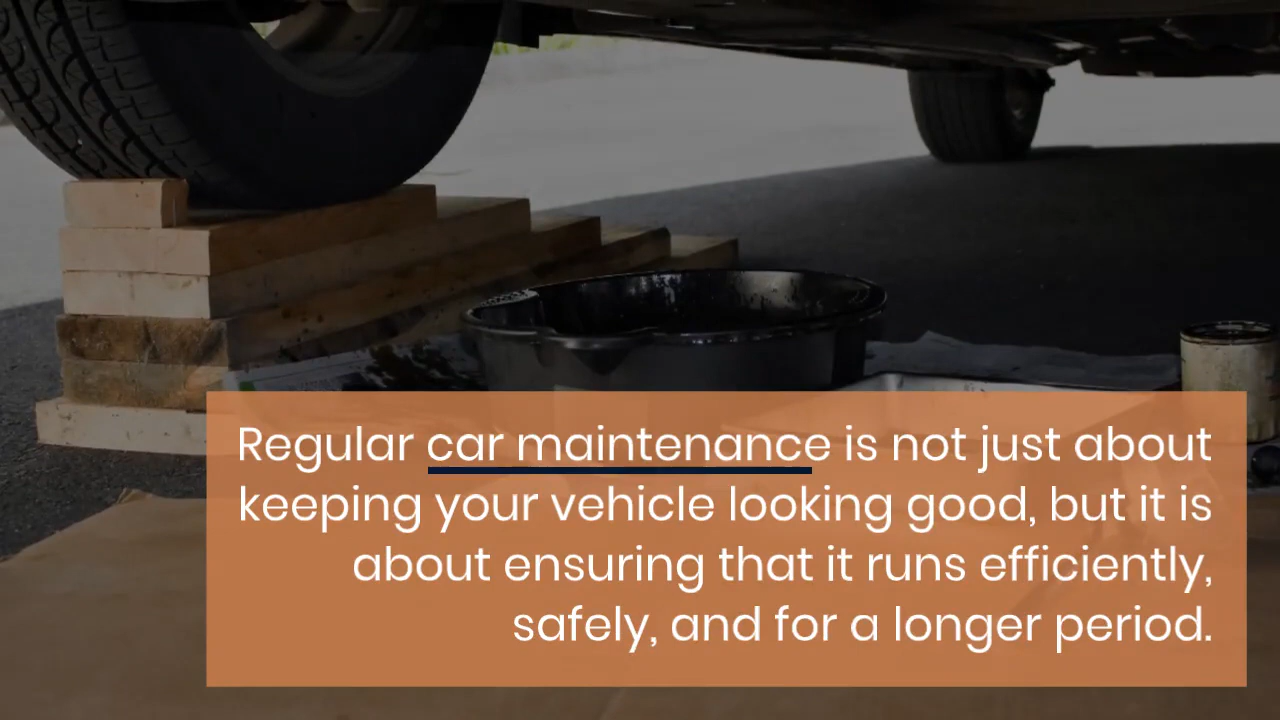 Regular car maintenance is not just about
keeping your vehicle looking good, but it is
about ensuring that it runs efficiently,
safely, and for a longer period.